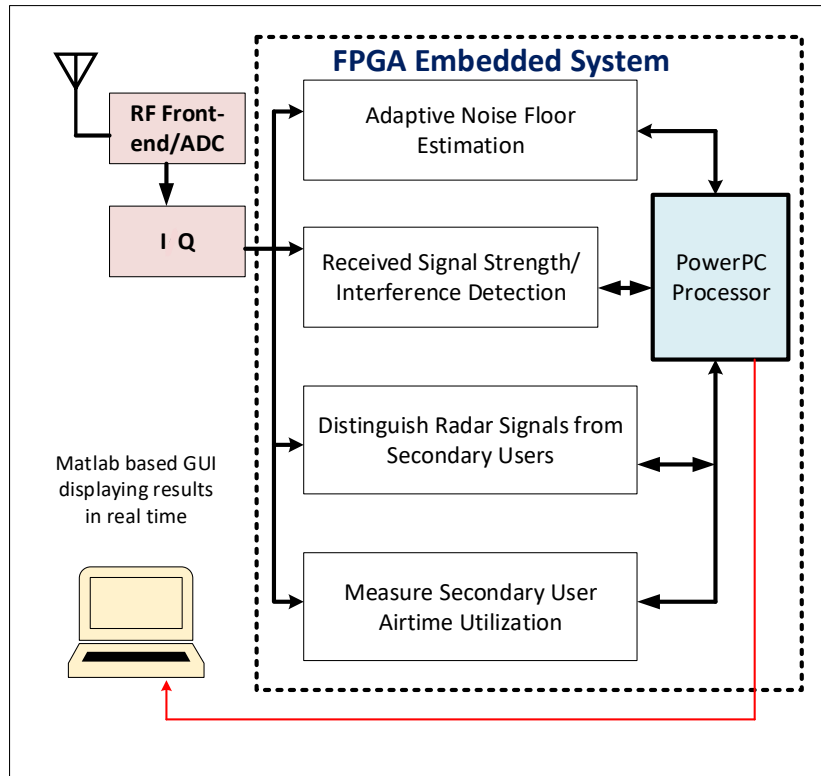 FPGA Embedded System
RF Front-
end/ADC
I Q
Adaptive Noise Floor
Estimation
Received Signal Strength/
Interference Detection
PowerPC
Processor
Distinguish Radar Signals from
Secondary Users
Measure Secondary User
Airtime Utilization
Matlab based GUI
displaying results
in real time